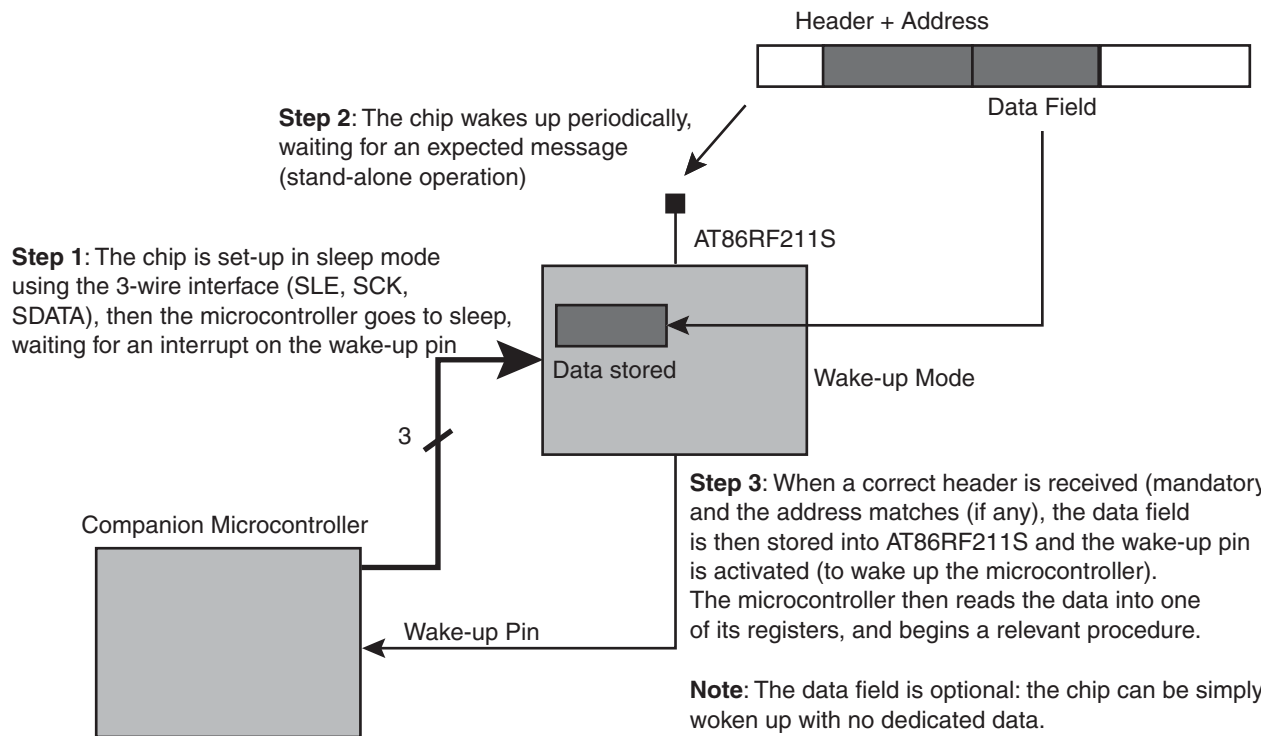 Header + Address
Data Field
Step 2: The chip wakes up periodically,
waiting for an expected message
(stand-alone operation)
AT86RF211S
Step 1: The chip is set-up in sleep mode
using the 3-wire interface (SLE, SCK,
SDATA), then the microcontroller goes to sleep,
waiting for an interrupt on the wake-up pin
Data stored
Wake-up Mode
3
Step 3: When a correct header is received (mandatory
and the address matches (if any), the data field
is then stored into AT86RF211S and the wake-up pin
is activated (to wake up the microcontroller).
The microcontroller then reads the data into one
of its registers, and begins a relevant procedure.
Companion Microcontroller
Wake-up Pin
Note: The data field is optional: the chip can be simply
woken up with no dedicated data.